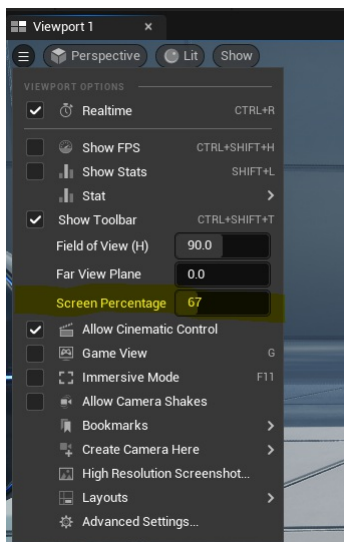 Viewport 1 ×
Perspective Lit Show
VIEWPORT OPTIONS
Realtime CTRL+R
Show FPS CTRL+SHIFT+H
Show Stats SHIFT+L
Stat
Show Toolbar CTRL+SHIFT+T
Field of View (H) 90.0
Far View Plane 0.0
Screen Percentage 67
Allow Cinematic Control
Game View G
Immersive Mode F11
Allow Camera Shakes
Bookmarks
Create Camera Here
High Resolution Screenshot...
Layouts
Advanced Settings...